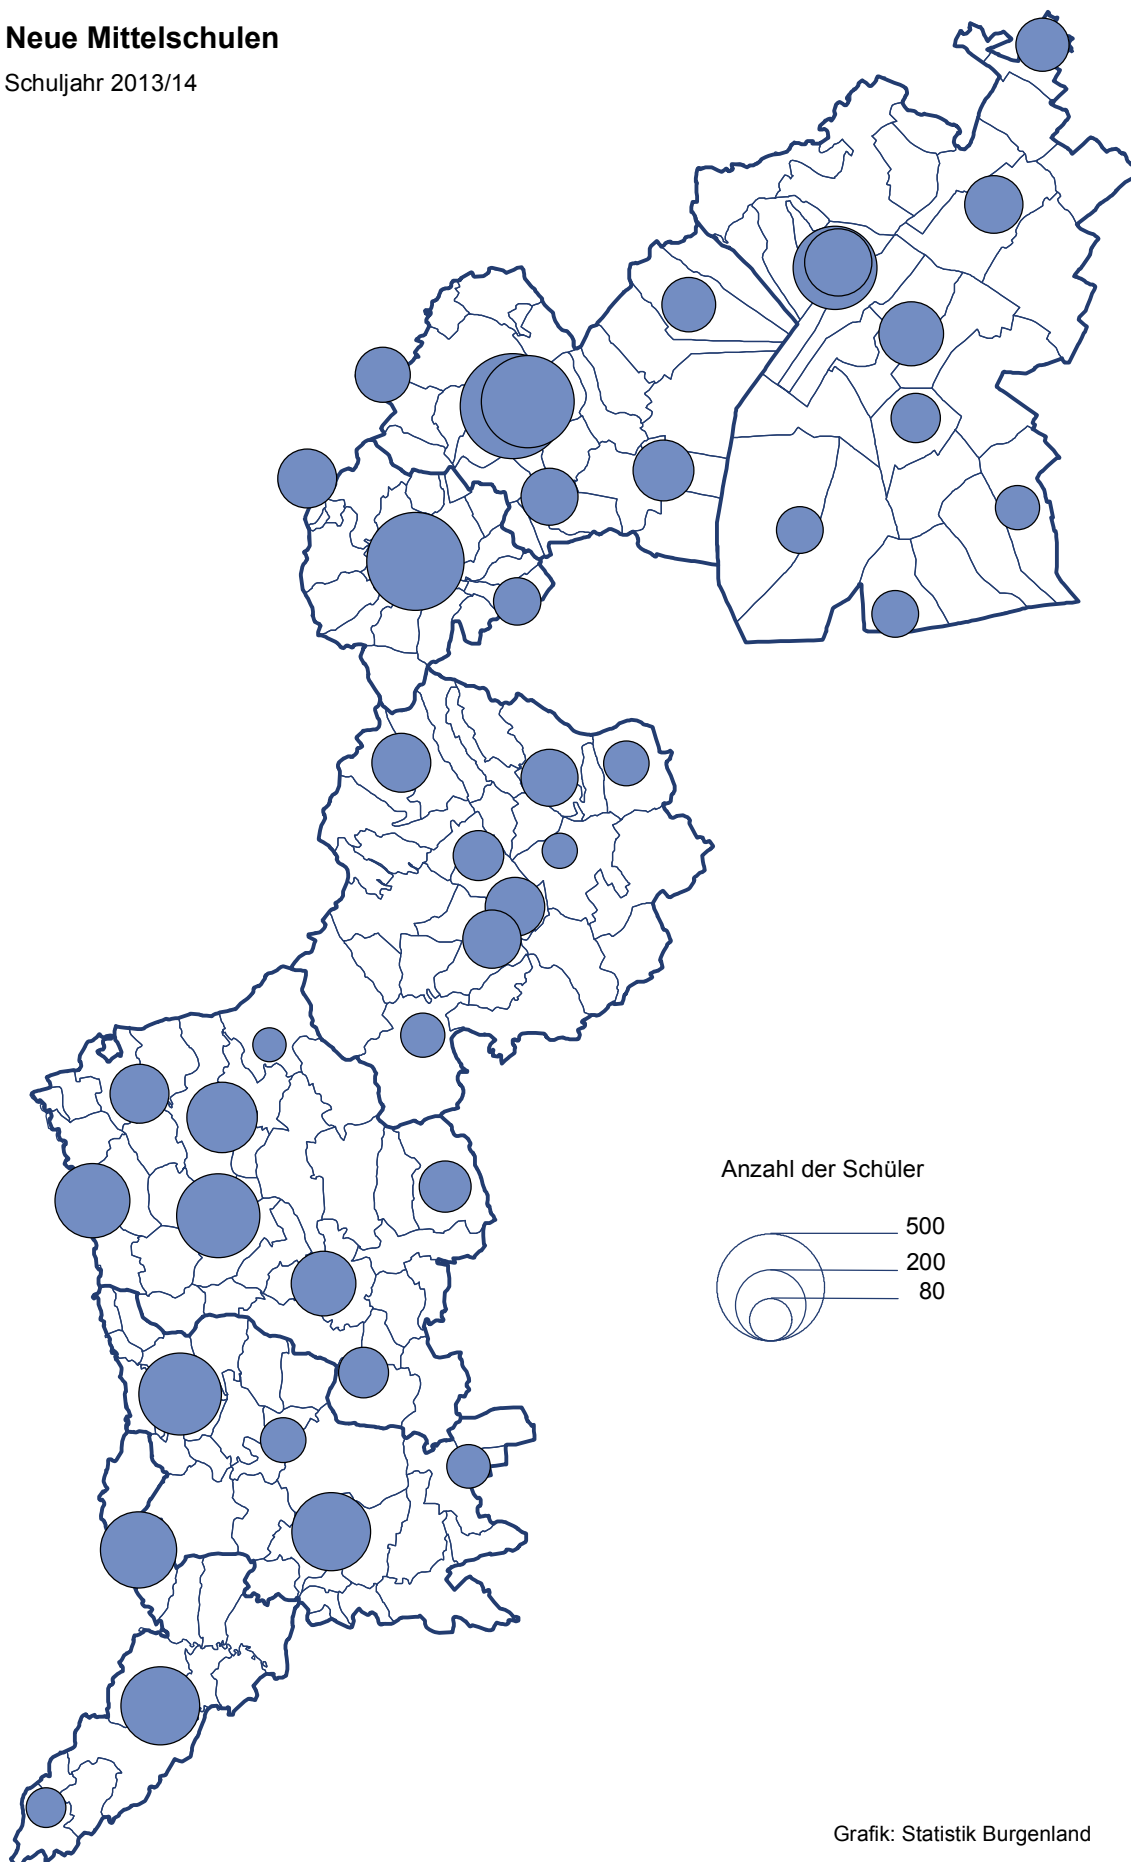 Neue Mittelschulen
Schuljahr 2013/14
Anzahl der Schüler
500
200
80
Grafik: Statistik Burgenland